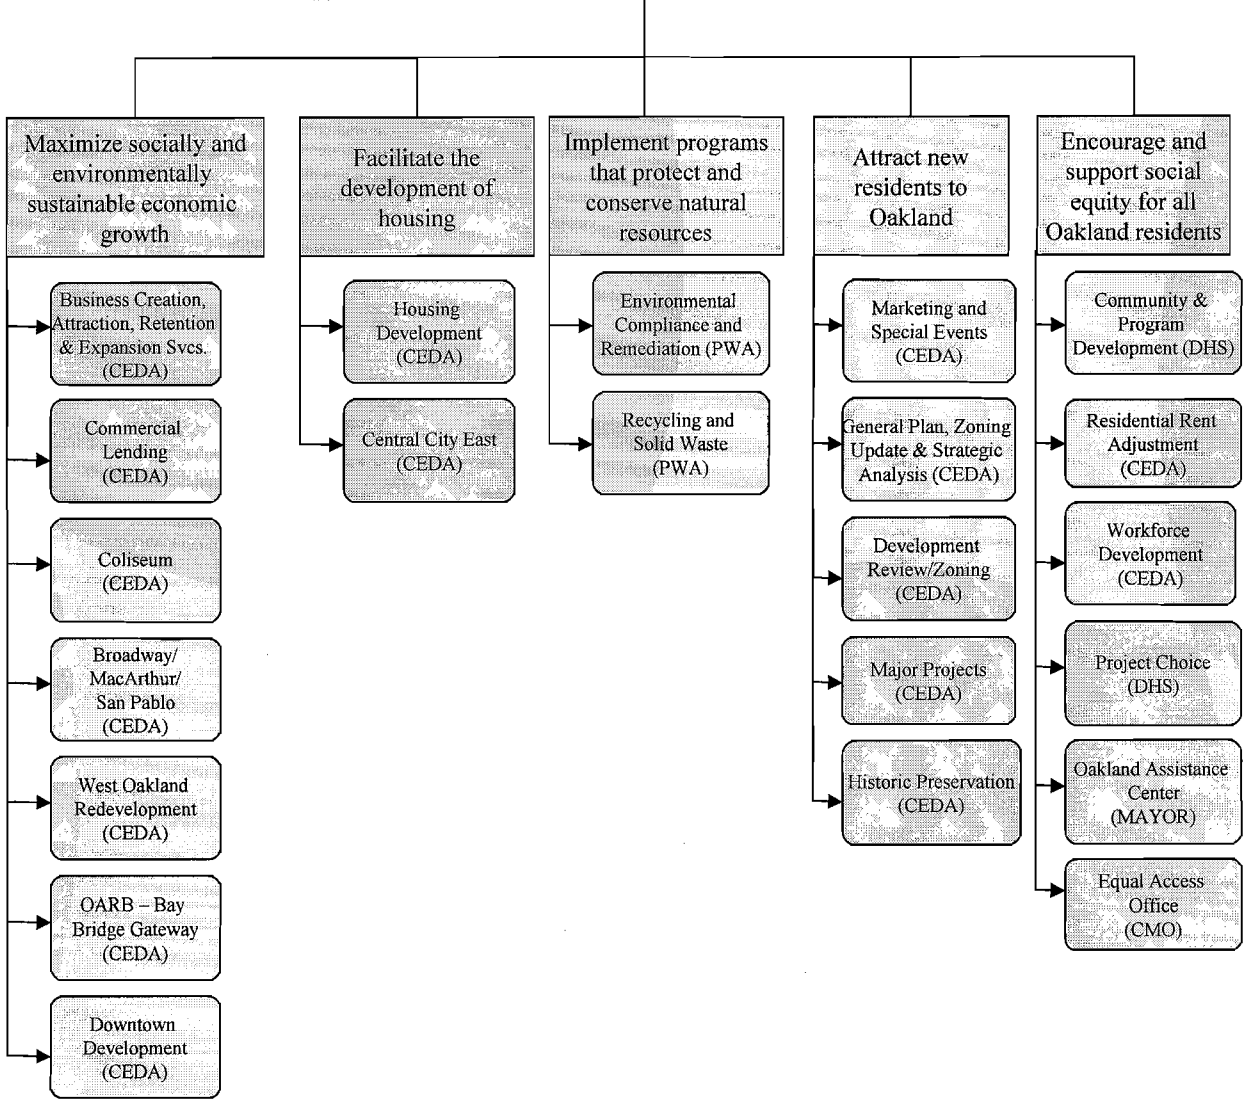 Maximize socially and
environmentally
sustainable economic
growth
Business Creation,
Attraction, Retention
& Expansion Svcs.
(CEDA)
Commercial
Lending
(CEDA)
Coliseum
(CEDA)
Broadway/
MacArthur/
San Pablo
(CEDA)
West Oakland
Redevelopment
(CEDA)
OARB – Bay
Bridge Gateway
(CEDA)
Downtown
Development
(CEDA)
Facilitate the
development of
housing
Housing
Development
(CEDA)
Central City East
(CEDA)
Implement programs
that protect and
conserve natural
resources
Environmental
Compliance and
Remediation (PWA)
Recycling and
Solid Waste
(PWA)
Attract new
residents to
Oakland
Marketing and
Special Events
(CEDA)
General Plan, Zoning
Update & Strategic
Analysis (CEDA)
Development
Review/Zoning
(CEDA)
Major Projects
(CEDA)
Historic Preservation
(CEDA)
Encourage and
support social
equity for all
Oakland residents
Community &
Program
Development (DHS)
Residential Rent
Adjustment
(CEDA)
Workforce
Development
(CEDA)
Project Choice
(DHS)
Oakland Assistance
Center
(MAYOR)
Equal Access
Office
(CMO)